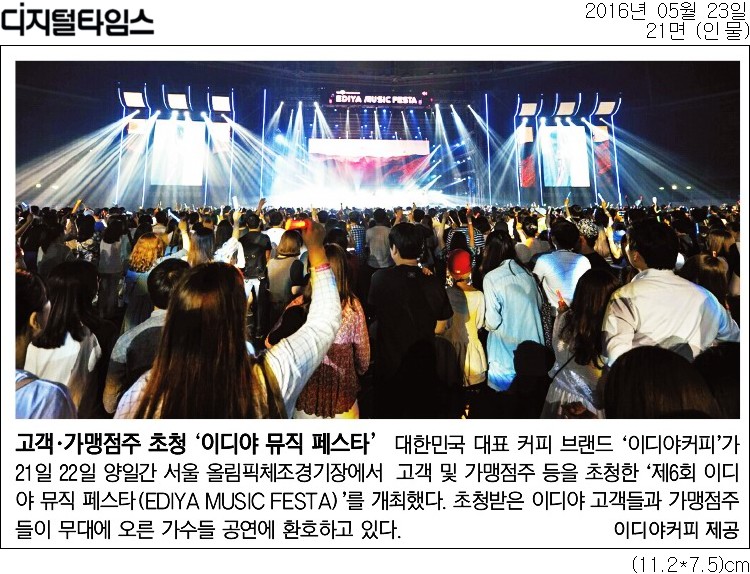 디지털타임스
2016년 05월 23일
21면 (인물)
EDIYA MUSIC FESTA
고객·가맹점주 초청 ‘이디야 뮤직 페스타’ 대한민국 대표 커피 브랜드 ‘이디야커피’가
21일 22일 양일간 서울 올림픽체조경기장에서 고객 및 가맹점주 등을 초청한 ‘제6회 이디
야 뮤직 페스타(EDIYA MUSIC FESTA)’를 개최했다. 초청받은 이디야 고객들과 가맹점주
들이 무대에 오른 가수들 공연에 환호하고 있다. 이디야커피 제공
(11.2*7.5)cm